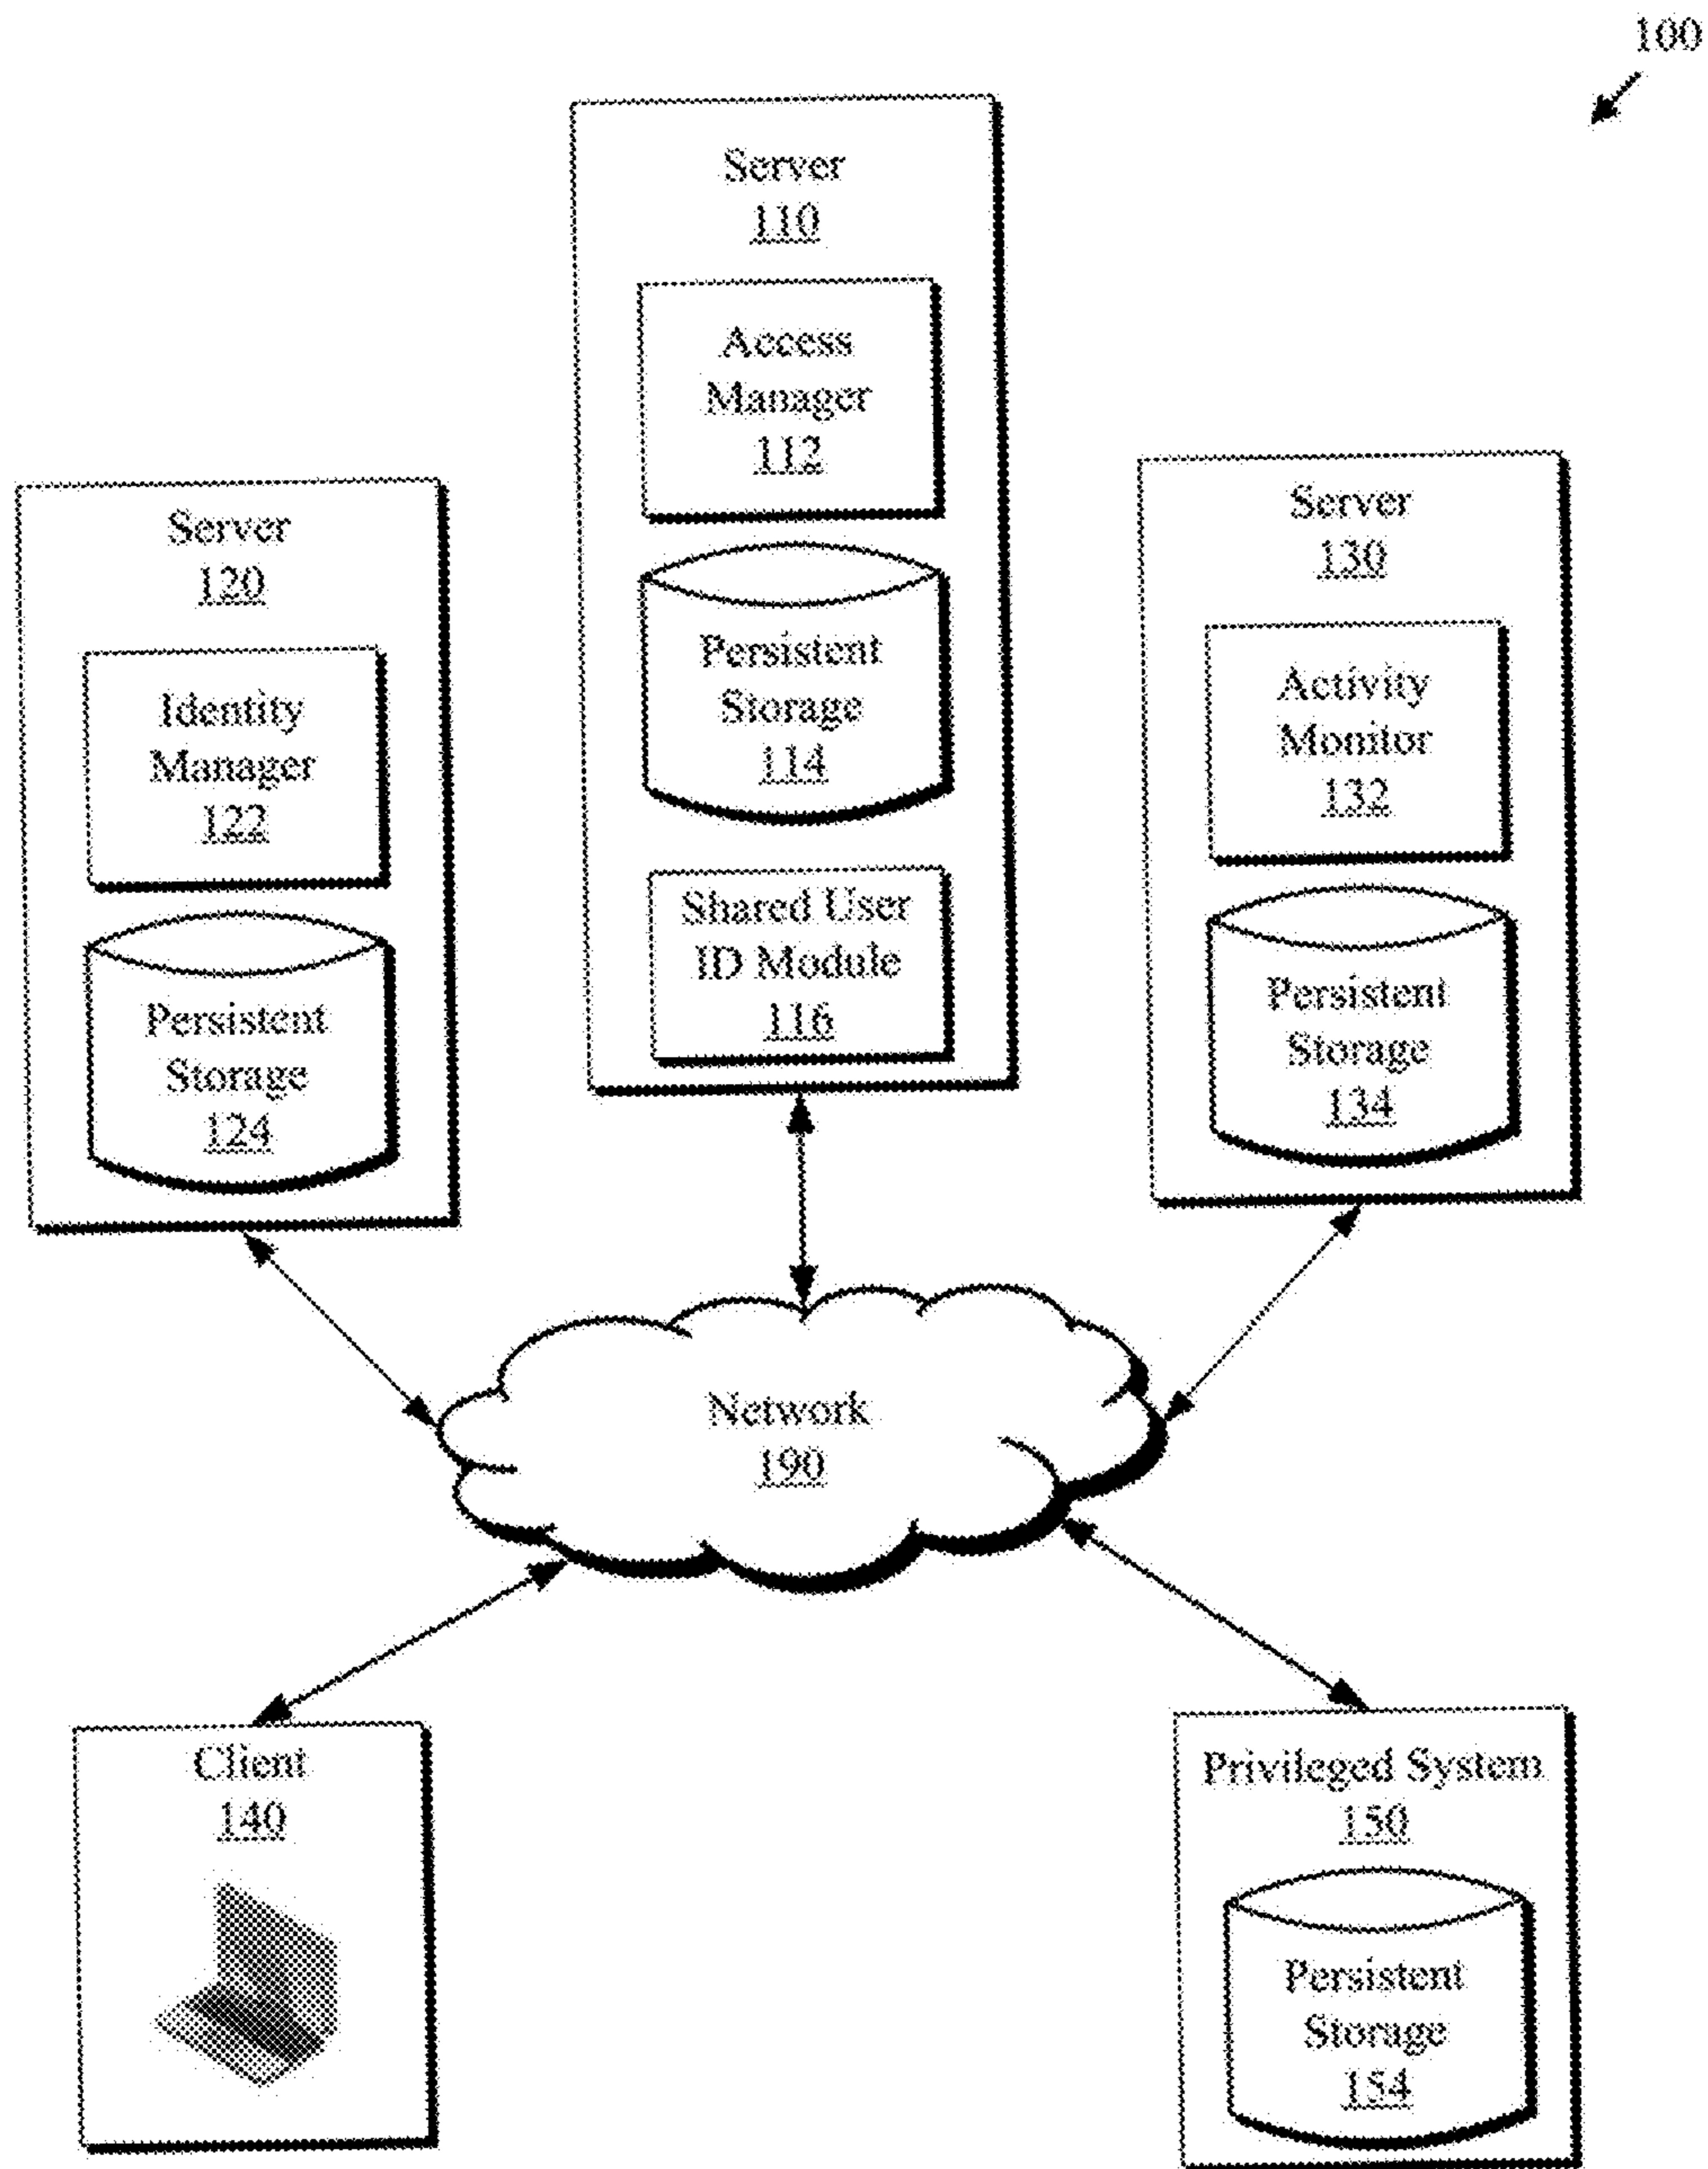 100
Server
110
Access
Manager
112
Persistent
Storage
114
Shared User
ID Module
116
Server
120
Identity
Manager
122
Persistent
Storage
124
Server
130
Activity
Monitor
132
Persistent
Storage
134
Network
190
Client
140
Privileged System
150
Persistent
Storage
154